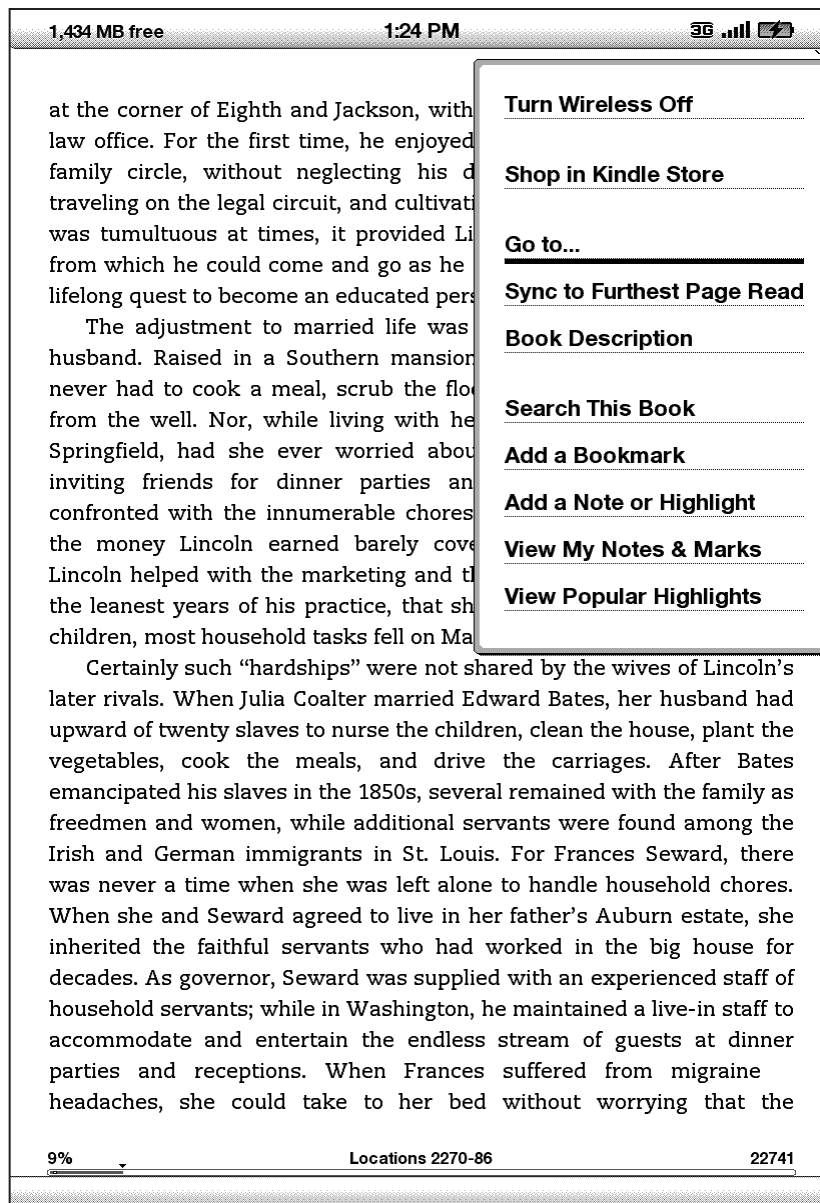 1,434 MB free 1:24 PM 3G
at the corner of Eighth and Jackson, with
law office. For the first time, he enjoyed
family circle, without neglecting his d
traveling on the legal circuit, and cultivati
was tumultuous at times, it provided Li
from which he could come and go as he
lifelong quest to become an educated pers
The adjustment to married life was
husband. Raised in a Southern mansion
never had to cook a meal, scrub the floo
from the well. Nor, while living with he
Springfield, had she ever worried abou
inviting friends for dinner parties an
confronted with the innumerable chores
the money Lincoln earned barely cove
Lincoln helped with the marketing and th
the leanest years of his practice, that sh
children, most household tasks fell on Ma
Turn Wireless Off
Shop in Kindle Store
Go to...
Sync to Furthest Page Read
Book Description
Search This Book
Add a Bookmark
Add a Note or Highlight
View My Notes & Marks
View Popular Highlights
Certainly such “hardships” were not shared by the wives of Lincoln’s
later rivals. When Julia Coalter married Edward Bates, her husband had
upward of twenty slaves to nurse the children, clean the house, plant the
vegetables, cook the meals, and drive the carriages. After Bates
emancipated his slaves in the 1850s, several remained with the family as
freedmen and women, while additional servants were found among the
Irish and German immigrants in St. Louis. For Frances Seward, there
was never a time when she was left alone to handle household chores.
When she and Seward agreed to live in her father’s Auburn estate, she
inherited the faithful servants who had worked in the big house for
decades. As governor, Seward was supplied with an experienced staff of
household servants; while in Washington, he maintained a live-in staff to
accommodate and entertain the endless stream of guests at dinner
parties and receptions. When Frances suffered from migraine
headaches, she could take to her bed without worrying that the
9% Locations 2270-86 22741